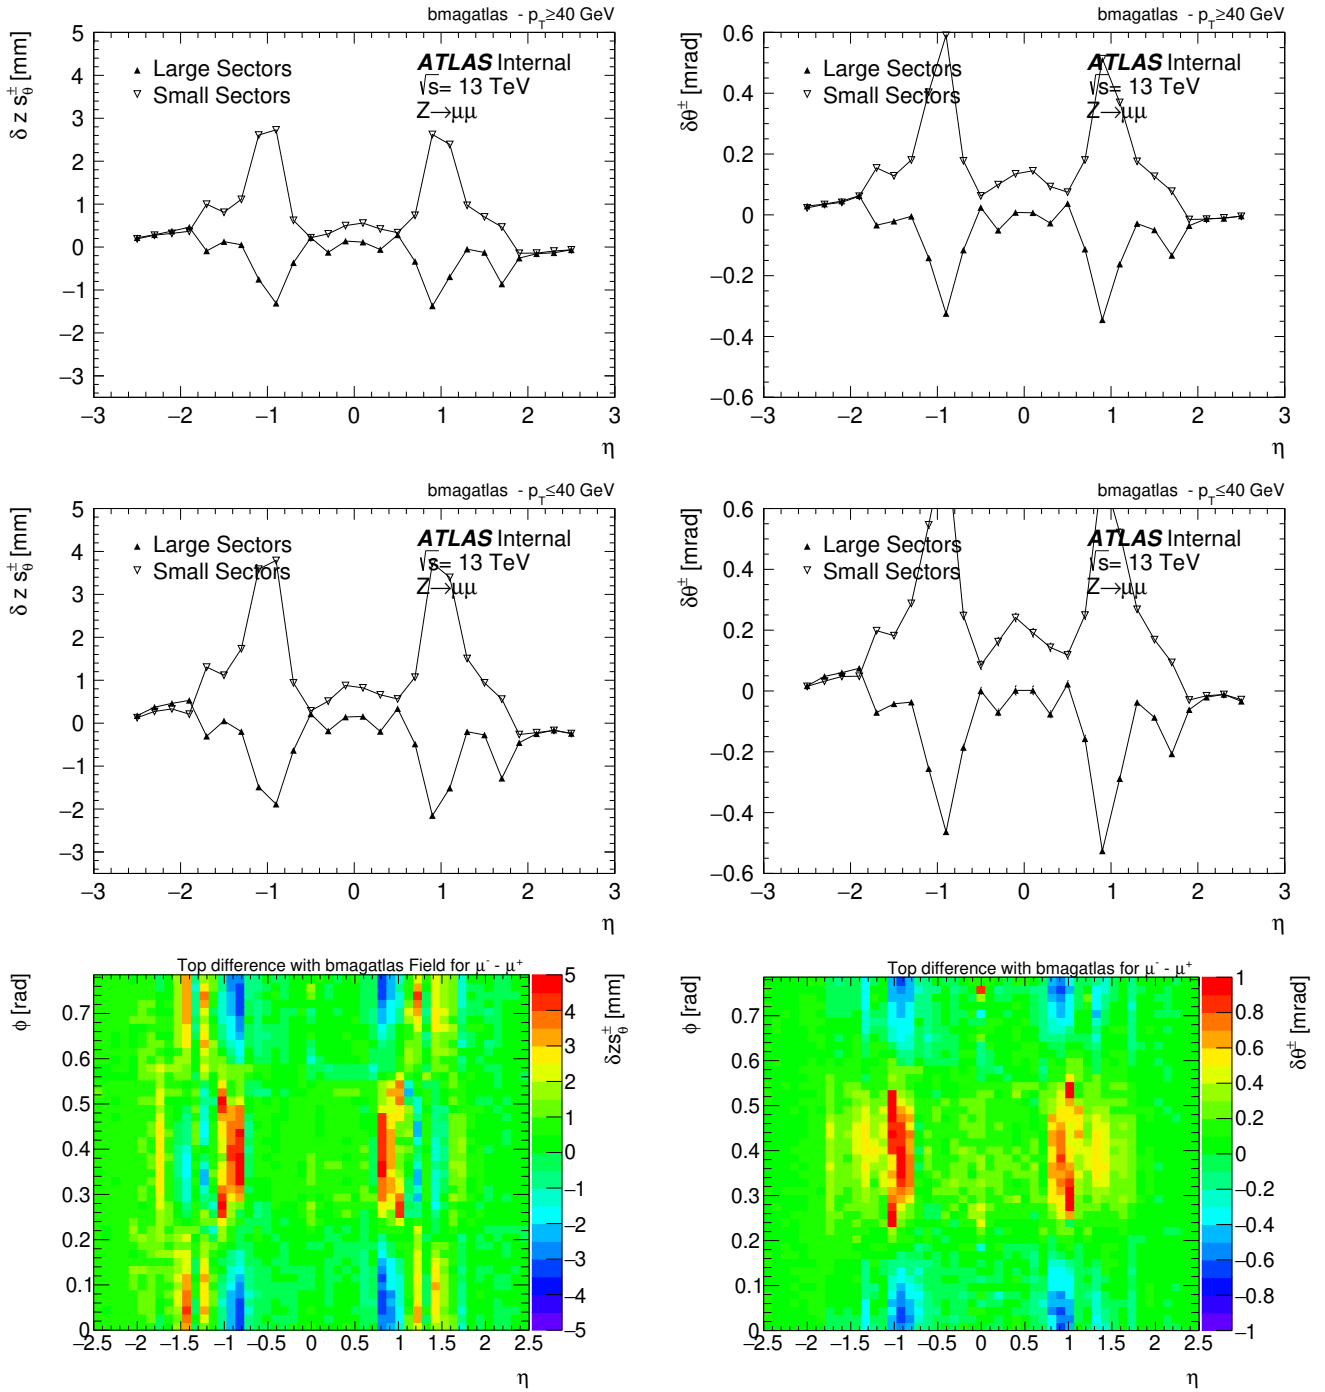 bmagatlas - p_T≥40 GeV
δ z s_θ^± [mm]
5
4
3
2
1
0
−1
−2
−3
▲ Large Sectors
▽ Small Sectors
ATLAS Internal
√s= 13 TeV
Z→μμ
−3 −2 −1 0 1 2 3
η
bmagatlas - p_T≥40 GeV
δθ^± [mrad]
0.6
0.4
0.2
0
−0.2
−0.4
−0.6
▲ Large Sectors
▽ Small Sectors
ATLAS Internal
√s= 13 TeV
Z→μμ
−3 −2 −1 0 1 2 3
η
bmagatlas - p_T≤40 GeV
δ z s_θ^± [mm]
5
4
3
2
1
0
−1
−2
−3
▲ Large Sectors
▽ Small Sectors
ATLAS Internal
√s= 13 TeV
Z→μμ
−3 −2 −1 0 1 2 3
η
bmagatlas - p_T≤40 GeV
δθ^± [mrad]
0.6
0.4
0.2
0
−0.2
−0.4
−0.6
▲ Large Sectors
▽ Small Sectors
ATLAS Internal
√s= 13 TeV
Z→μμ
−3 −2 −1 0 1 2 3
η
Top difference with bmagatlas Field for μ^- - μ^+
ϕ [rad]
0.7
0.6
0.5
0.4
0.3
0.2
0.1
0
−2.5 −2 −1.5 −1 −0.5 0 0.5 1 1.5 2 2.5
η
5
4
3
2
1
0
−1
−2
−3
−4
−5
δzs_θ^± [mm]
Top difference with bmagatlas for μ^- - μ^+
ϕ [rad]
0.7
0.6
0.5
0.4
0.3
0.2
0.1
0
−2.5 −2 −1.5 −1 −0.5 0 0.5 1 1.5 2 2.5
η
1
0.8
0.6
0.4
0.2
0
−0.2
−0.4
−0.6
−0.8
−1
δθ^± [mrad]